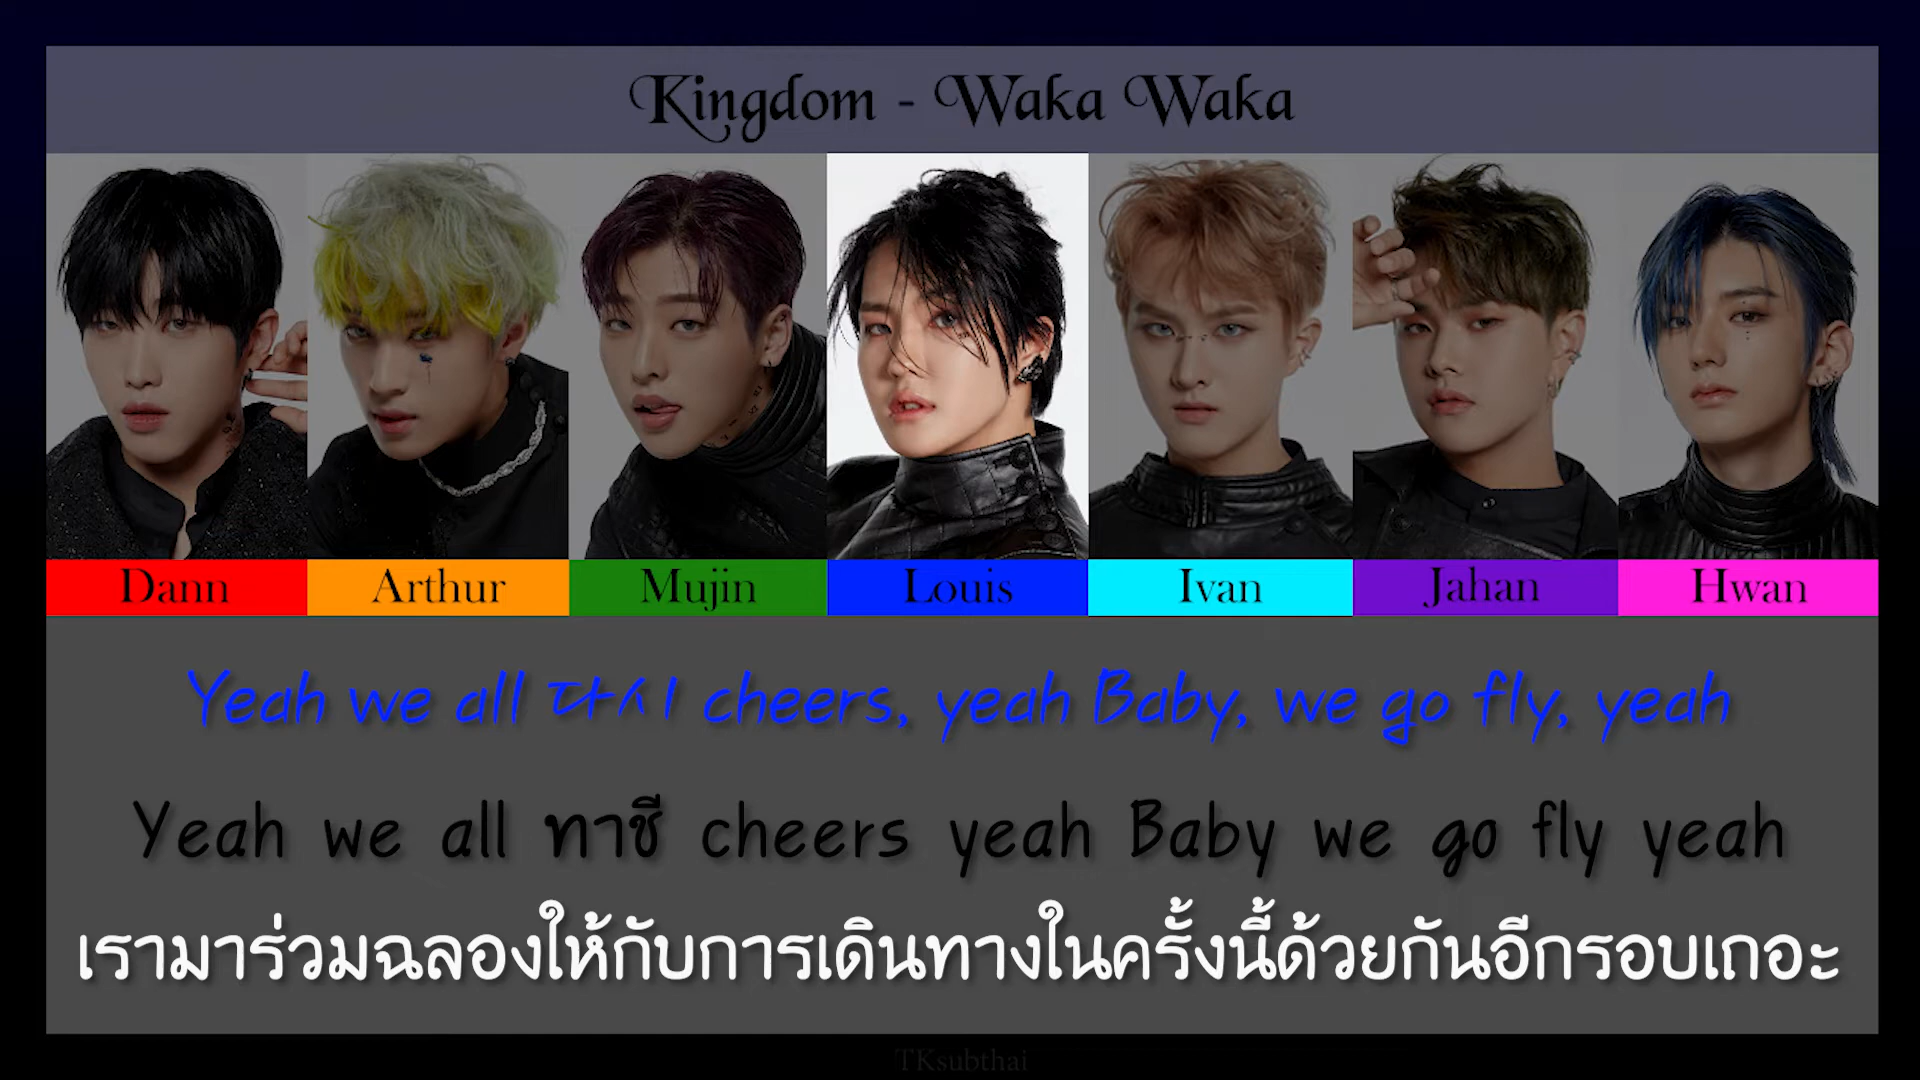 Kingdom - Waka Waka
Dann Arthur Mujin Louis Ivan Jahan Hwan
Yeah we all 다시 cheers, yeah Baby, we go fly, yeah
Yeah we all ทาชี cheers yeah Baby we go fly yeah
เรามาร่วมฉลองให้กับการเดินทางในครั้งนี้ด้วยกันอีกรอบเถอะ
TKsubthai